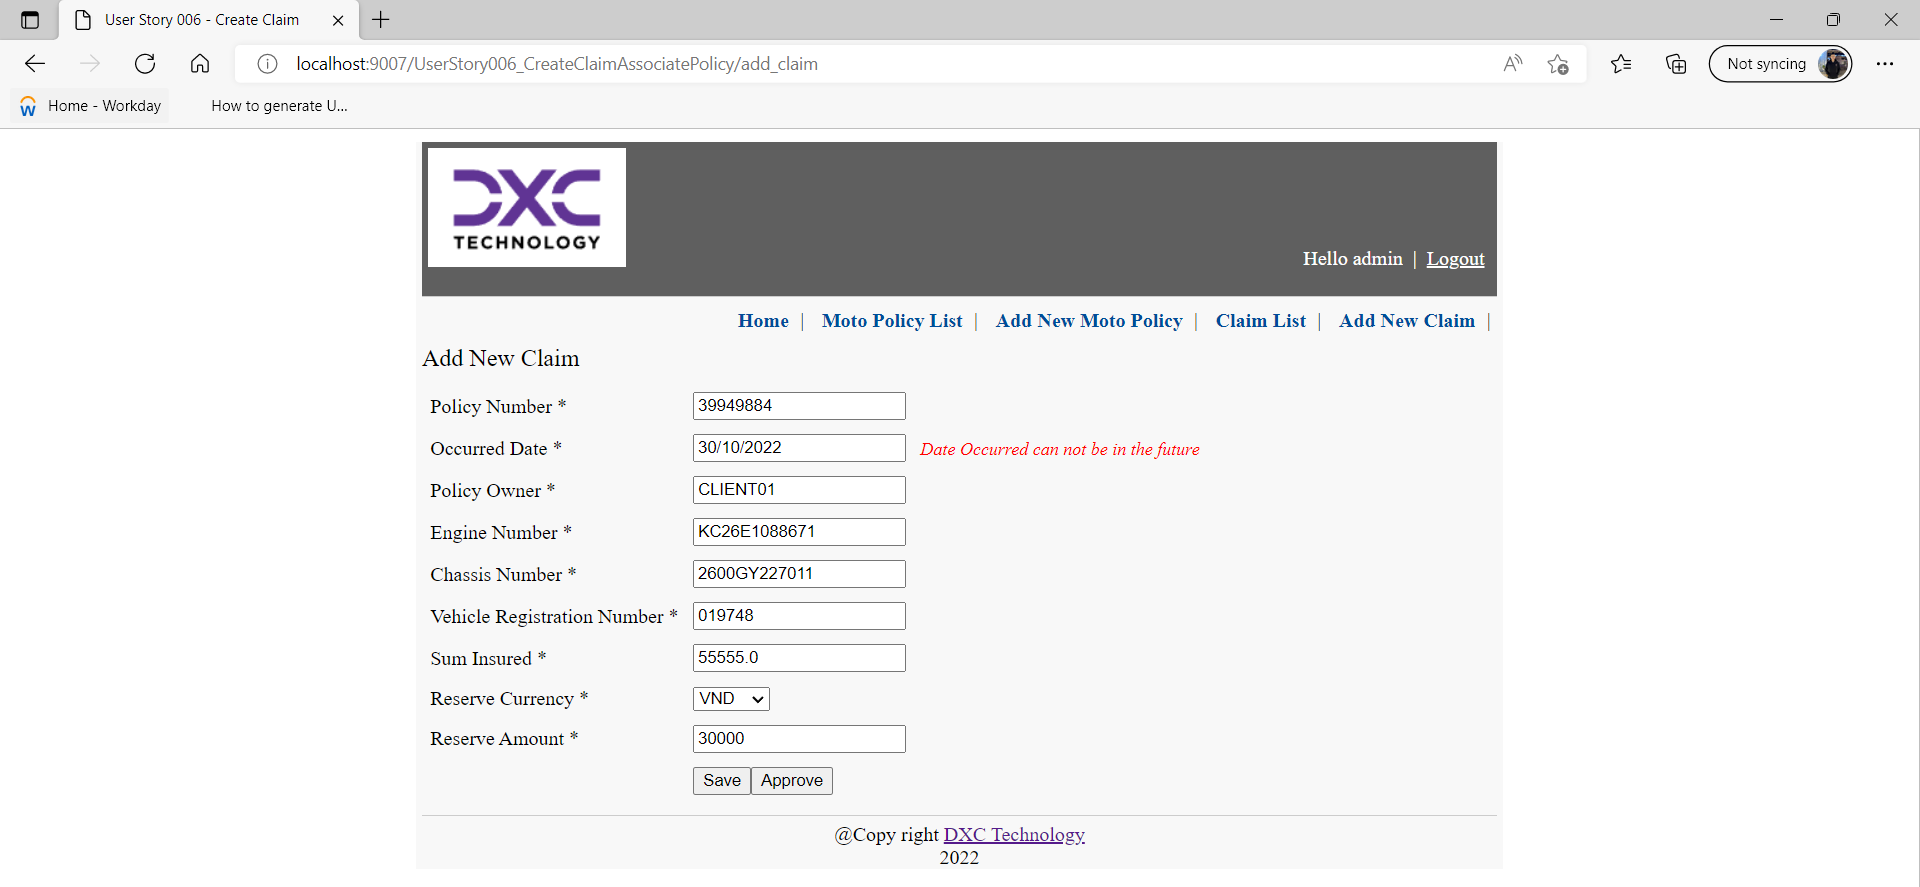 User Story 006 - Create Claim
localhost:9007/UserStory006_CreateClaimAssociatePolicy/add_claim
Not syncing
Home - Workday
How to generate U...
DXC
TECHNOLOGY
Hello admin | Logout
Home | Moto Policy List | Add New Moto Policy | Claim List | Add New Claim |
Add New Claim
Policy Number * 39949884
Occurred Date * 30/10/2022 Date Occurred can not be in the future
Policy Owner * CLIENT01
Engine Number * KC26E1088671
Chassis Number * 2600GY227011
Vehicle Registration Number * 019748
Sum Insured * 55555.0
Reserve Currency * VND
Reserve Amount * 30000
Save Approve
@Copy right DXC Technology
2022